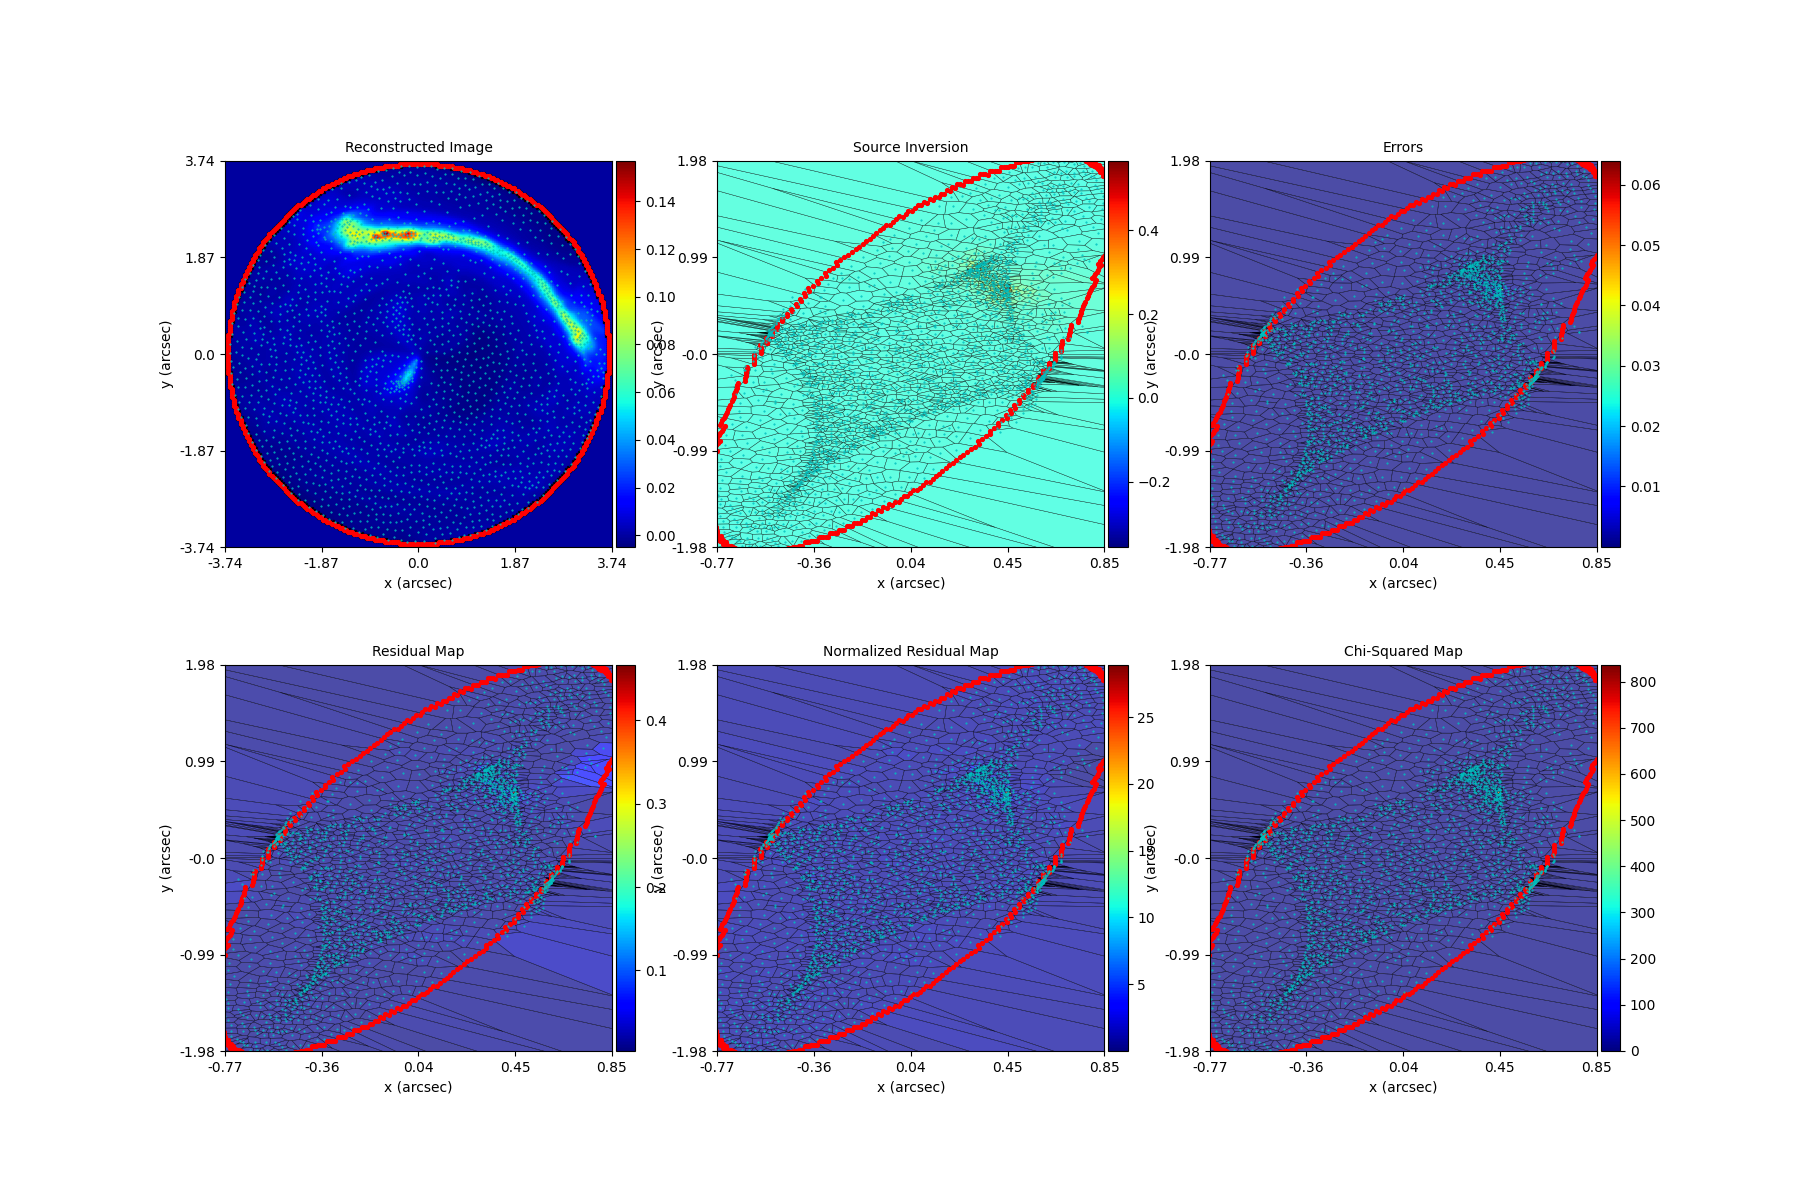 Reconstructed Image
3.74
1.87
0.0
-1.87
-3.74
y (arcsec)
-3.74 -1.87 0.0 1.87 3.74
x (arcsec)
0.14
0.12
0.10
0.08
0.06
0.04
0.02
0.00
Source Inversion
1.98
0.99
-0.0
-0.99
-1.98
y (arcsec)
-0.77 -0.36 0.04 0.45 0.85
x (arcsec)
0.4
0.2
0.0
−0.2
Errors
1.98
0.99
-0.0
-0.99
-1.98
y (arcsec)
-0.77 -0.36 0.04 0.45 0.85
x (arcsec)
0.06
0.05
0.04
0.03
0.02
0.01
Residual Map
1.98
0.99
-0.0
-0.99
-1.98
y (arcsec)
-0.77 -0.36 0.04 0.45 0.85
x (arcsec)
0.4
0.3
0.2
0.1
Normalized Residual Map
1.98
0.99
-0.0
-0.99
-1.98
y (arcsec)
-0.77 -0.36 0.04 0.45 0.85
x (arcsec)
25
20
15
10
5
Chi-Squared Map
1.98
0.99
-0.0
-0.99
-1.98
y (arcsec)
-0.77 -0.36 0.04 0.45 0.85
x (arcsec)
800
700
600
500
400
300
200
100
0